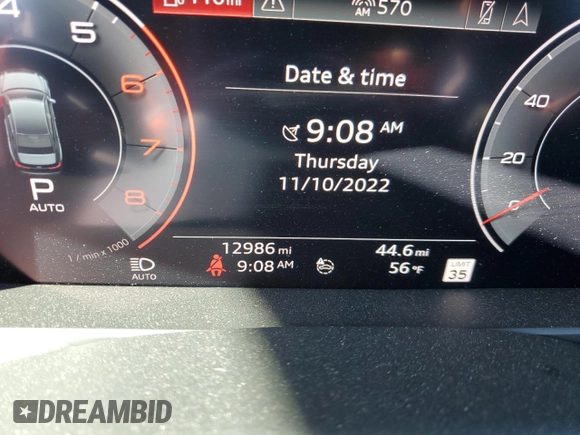 AM 570
4 5 6 7 8
Date & time
9:08 AM
Thursday
11/10/2022
P
AUTO
1 / min x 1000
AUTO
40
20
0
12986 mi
44.6 mi
9:08 AM
56 °F
LIMIT
35
DREAMBID